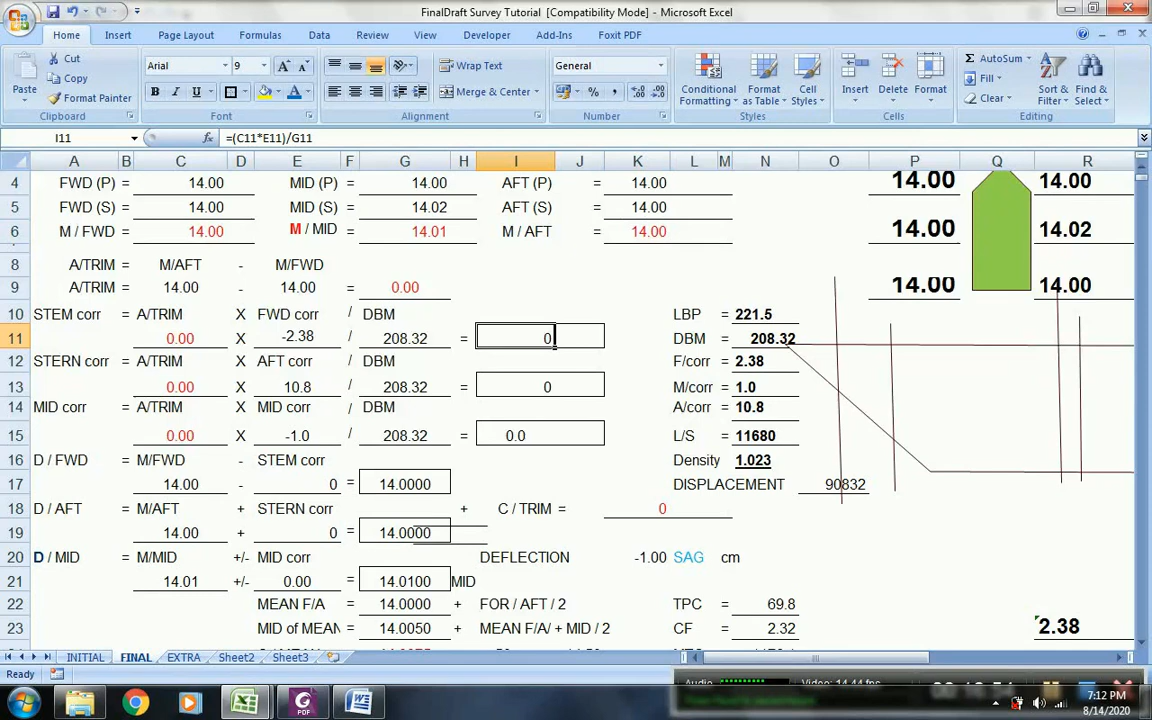 FinalDraft Survey Tutorial [Compatibility Mode] - Microsoft Excel
Home Insert Page Layout Formulas Data Review View Developer Add-Ins Foxit PDF
Paste Cut Copy Format Painter Clipboard
Arial 9 B I U A Font
Wrap Text Merge & Center Alignment
General % , Number
Conditional Formatting Format as Table Cell Styles Styles
Insert Delete Format Cells
AutoSum Fill Clear Sort & Filter Find & Select Editing
I11 fx =(C11*E11)/G11
A B C D E F G H I J K L M N O P Q R
4 FWD (P) = 14.00 MID (P) = 14.00 AFT (P) = 14.00 14.00 14.00
5 FWD (S) = 14.00 MID (S) = 14.02 AFT (S) = 14.00
6 M / FWD = 14.00 M / MID = 14.01 M / AFT = 14.00 14.00 14.02
8 A/TRIM = M/AFT - M/FWD
9 A/TRIM = 14.00 - 14.00 = 0.00 14.00 14.00
10 STEM corr = A/TRIM X FWD corr / DBM LBP = 221.5
11 0.00 X -2.38 / 208.32 = 0 DBM = 208.32
12 STERN corr = A/TRIM X AFT corr / DBM F/corr = 2.38
13 0.00 X 10.8 / 208.32 = 0 M/corr = 1.0
14 MID corr = A/TRIM X MID corr / DBM A/corr = 10.8
15 0.00 X -1.0 / 208.32 = 0.0 L/S = 11680
16 D / FWD = M/FWD - STEM corr Density = 1.023
17 14.00 - 0 = 14.0000 DISPLACEMENT 90832
18 D / AFT = M/AFT + STERN corr + C / TRIM = 0
19 14.00 + 0 = 14.0000
20 D / MID = M/MID +/- MID corr DEFLECTION -1.00 SAG cm
21 14.01 +/- 0.00 = 14.0100 MID
22 MEAN F/A = 14.0000 + FOR / AFT / 2 TPC = 69.8
23 MID of MEAN = 14.0050 + MEAN F/A/ + MID / 2 CF = 2.32 2.38
INITIAL FINAL EXTRA Sheet2 Sheet3
Ready
PDF
7:12 PM
8/14/2020